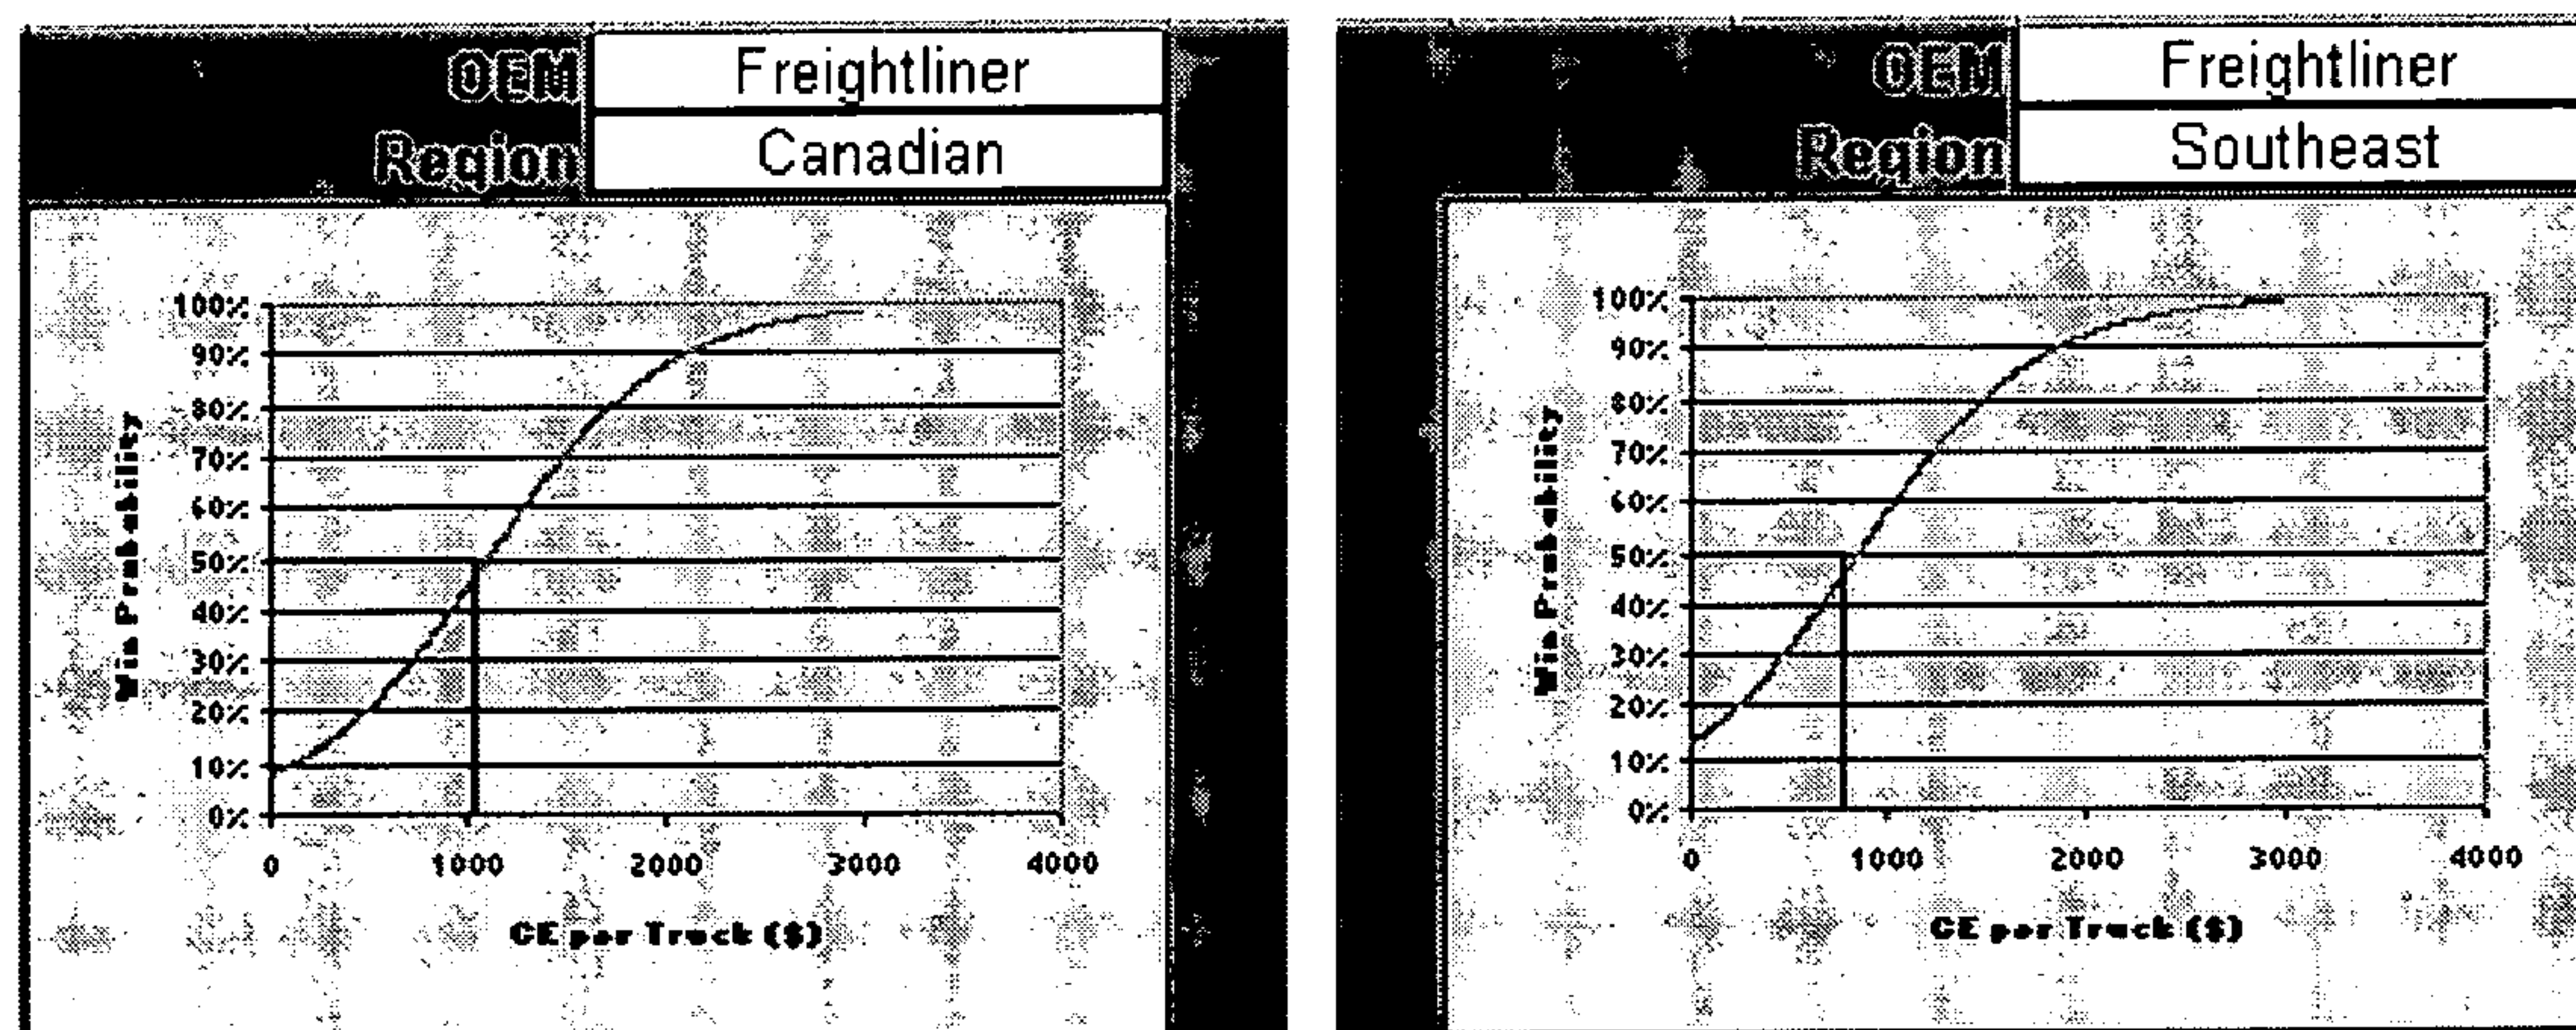 OEM Freightliner
Region Canadian
100%
90%
80%
70%
60%
50%
40%
30%
20%
10%
0%
Win Probability
0 1000 2000 3000 4000
CE per Truck ($)
OEM Freightliner
Region Southeast
100%
90%
80%
70%
60%
50%
40%
30%
20%
10%
0%
Win Probability
0 1000 2000 3000 4000
CE per Truck ($)